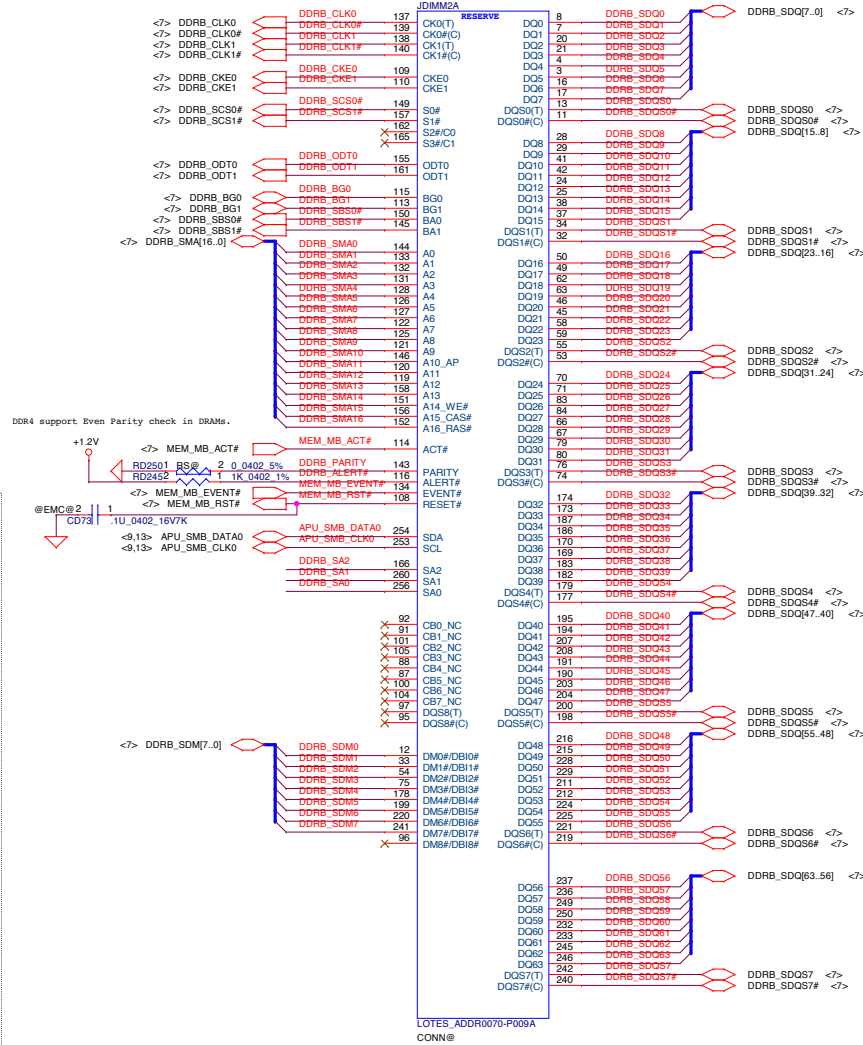 JDIMM2A
RESERVE
<7> DDRB_CLK0 DDRB_CLK0 137 CK0(T)
<7> DDRB_CLK0# DDRB_CLK0# 139 CK0#(C)
<7> DDRB_CLK1 DDRB_CLK1 138 CK1(T)
<7> DDRB_CLK1# DDRB_CLK1# 140 CK1#(C)
<7> DDRB_CKE0 DDRB_CKE0 109 CKE0
<7> DDRB_CKE1 DDRB_CKE1 110 CKE1
<7> DDRB_SCS0# DDRB_SCS0# 149 S0#
<7> DDRB_SCS1# DDRB_SCS1# 157 S1#
162 S2#/C0
165 S3#/C1
<7> DDRB_ODT0 DDRB_ODT0 155 ODT0
<7> DDRB_ODT1 DDRB_ODT1 161 ODT1
<7> DDRB_BG0 DDRB_BG0 115 BG0
<7> DDRB_BG1 DDRB_BG1 113 BG1
<7> DDRB_SBS0# DDRB_SBS0# 150 BA0
<7> DDRB_SBS1# DDRB_SBS1# 145 BA1
<7> DDRB_SMA[16..0]
DDRB_SMA0 144 A0
DDRB_SMA1 133 A1
DDRB_SMA2 132 A2
DDRB_SMA3 131 A3
DDRB_SMA4 128 A4
DDRB_SMA5 126 A5
DDRB_SMA6 127 A6
DDRB_SMA7 122 A7
DDRB_SMA8 125 A8
DDRB_SMA9 121 A9
DDRB_SMA10 146 A10_AP
DDRB_SMA11 120 A11
DDRB_SMA12 119 A12
DDRB_SMA13 158 A13
DDRB_SMA14 151 A14_WE#
DDRB_SMA15 156 A15_CAS#
DDRB_SMA16 152 A16_RAS#
DDR4 support Even Parity check in DRAMs.
+1.2V
<7> MEM_MB_ACT# MEM_MB_ACT# 114 ACT#
RD250 1 RS@ 2 0_0402_5% DDRB_PARITY 143 PARITY
RD245 2 1 1K_0402_1% DDRB_ALERT# 116 ALERT#
<7> MEM_MB_EVENT# MEM_MB_EVENT# 134 EVENT#
<7> MEM_MB_RST# MEM_MB_RST# 108 RESET#
@EMC@ 2 1
CD73 .1U_0402_16V7K
<9,13> APU_SMB_DATA0 APU_SMB_DATA0 254 SDA
<9,13> APU_SMB_CLK0 APU_SMB_CLK0 253 SCL
DDRB_SA2 166 SA2
DDRB_SA1 260 SA1
DDRB_SA0 256 SA0
92 CB0_NC
91 CB1_NC
101 CB2_NC
105 CB3_NC
88 CB4_NC
87 CB5_NC
100 CB6_NC
104 CB7_NC
97 DQS8(T)
95 DQS8#(C)
<7> DDRB_SDM[7..0]
DDRB_SDM0 12 DM0#/DBI0#
DDRB_SDM1 33 DM1#/DBI1#
DDRB_SDM2 54 DM2#/DBI2#
DDRB_SDM3 75 DM3#/DBI3#
DDRB_SDM4 178 DM4#/DBI4#
DDRB_SDM5 199 DM5#/DBI5#
DDRB_SDM6 220 DM6#/DBI6#
DDRB_SDM7 241 DM7#/DBI7#
96 DM8#/DBI8#
DQ0 8 DDRB_SDQ0 DDRB_SDQ[7..0] <7>
DQ1 7 DDRB_SDQ1
DQ2 20 DDRB_SDQ2
DQ3 21 DDRB_SDQ3
DQ4 4 DDRB_SDQ4
DQ5 3 DDRB_SDQ5
DQ6 16 DDRB_SDQ6
DQ7 17 DDRB_SDQ7
DQS0(T) 13 DDRB_SDQS0 DDRB_SDQS0 <7>
DQS0#(C) 11 DDRB_SDQS0# DDRB_SDQS0# <7>
DDRB_SDQ[15..8] <7>
DQ8 28 DDRB_SDQ8
DQ9 29 DDRB_SDQ9
DQ10 41 DDRB_SDQ10
DQ11 42 DDRB_SDQ11
DQ12 24 DDRB_SDQ12
DQ13 25 DDRB_SDQ13
DQ14 38 DDRB_SDQ14
DQ15 37 DDRB_SDQ15
DQS1(T) 34 DDRB_SDQS1 DDRB_SDQS1 <7>
DQS1#(C) 32 DDRB_SDQS1# DDRB_SDQS1# <7>
DDRB_SDQ[23..16] <7>
DQ16 50 DDRB_SDQ16
DQ17 49 DDRB_SDQ17
DQ18 62 DDRB_SDQ18
DQ19 63 DDRB_SDQ19
DQ20 46 DDRB_SDQ20
DQ21 45 DDRB_SDQ21
DQ22 58 DDRB_SDQ22
DQ23 59 DDRB_SDQ23
DQS2(T) 55 DDRB_SDQS2 DDRB_SDQS2 <7>
DQS2#(C) 53 DDRB_SDQS2# DDRB_SDQS2# <7>
DDRB_SDQ[31..24] <7>
DQ24 70 DDRB_SDQ24
DQ25 71 DDRB_SDQ25
DQ26 83 DDRB_SDQ26
DQ27 84 DDRB_SDQ27
DQ28 66 DDRB_SDQ28
DQ29 67 DDRB_SDQ29
DQ30 79 DDRB_SDQ30
DQ31 80 DDRB_SDQ31
DQS3(T) 76 DDRB_SDQS3 DDRB_SDQS3 <7>
DQS3#(C) 74 DDRB_SDQS3# DDRB_SDQS3# <7>
DDRB_SDQ[39..32] <7>
DQ32 174 DDRB_SDQ32
DQ33 173 DDRB_SDQ33
DQ34 187 DDRB_SDQ34
DQ35 186 DDRB_SDQ35
DQ36 170 DDRB_SDQ36
DQ37 169 DDRB_SDQ37
DQ38 183 DDRB_SDQ38
DQ39 182 DDRB_SDQ39
DQS4(T) 179 DDRB_SDQS4 DDRB_SDQS4 <7>
DQS4#(C) 177 DDRB_SDQS4# DDRB_SDQS4# <7>
DDRB_SDQ[47..40] <7>
DQ40 195 DDRB_SDQ40
DQ41 194 DDRB_SDQ41
DQ42 207 DDRB_SDQ42
DQ43 208 DDRB_SDQ43
DQ44 191 DDRB_SDQ44
DQ45 190 DDRB_SDQ45
DQ46 203 DDRB_SDQ46
DQ47 204 DDRB_SDQ47
DQS5(T) 200 DDRB_SDQS5 DDRB_SDQS5 <7>
DQS5#(C) 198 DDRB_SDQS5# DDRB_SDQS5# <7>
DDRB_SDQ[55..48] <7>
DQ48 216 DDRB_SDQ48
DQ49 215 DDRB_SDQ49
DQ50 228 DDRB_SDQ50
DQ51 229 DDRB_SDQ51
DQ52 211 DDRB_SDQ52
DQ53 212 DDRB_SDQ53
DQ54 224 DDRB_SDQ54
DQ55 225 DDRB_SDQ55
DQS6(T) 221 DDRB_SDQS6 DDRB_SDQS6 <7>
DQS6#(C) 219 DDRB_SDQS6# DDRB_SDQS6# <7>
DDRB_SDQ[63..56] <7>
DQ56 237 DDRB_SDQ56
DQ57 236 DDRB_SDQ57
DQ58 249 DDRB_SDQ58
DQ59 250 DDRB_SDQ59
DQ60 232 DDRB_SDQ60
DQ61 233 DDRB_SDQ61
DQ62 245 DDRB_SDQ62
DQ63 246 DDRB_SDQ63
DQS7(T) 242 DDRB_SDQS7 DDRB_SDQS7 <7>
DQS7#(C) 240 DDRB_SDQS7# DDRB_SDQS7# <7>
LOTES_ADDR0070-P009A
CONN@